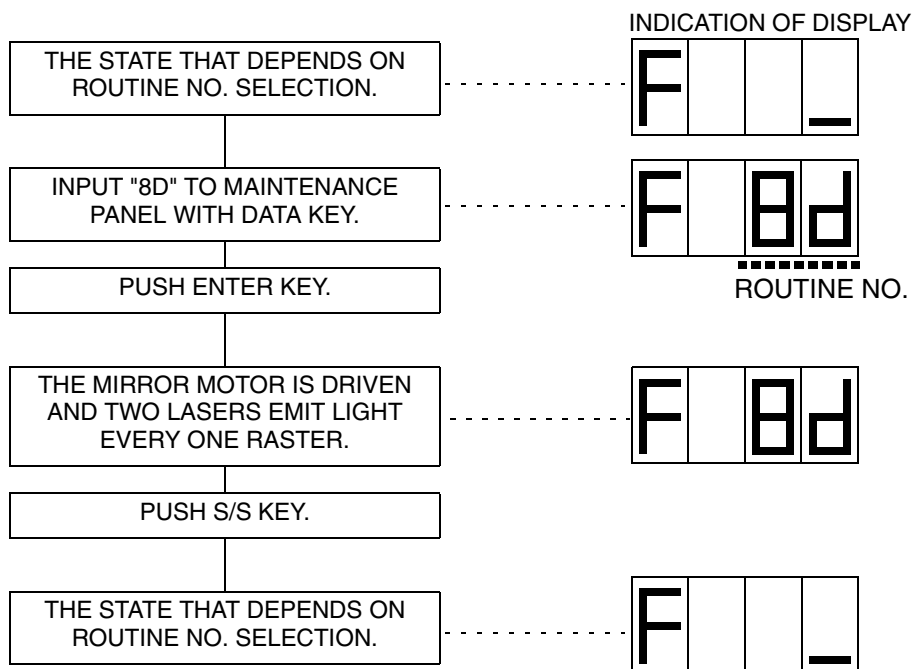 INDICATION OF DISPLAY
THE STATE THAT DEPENDS ON
ROUTINE NO. SELECTION.
F _
INPUT "8D" TO MAINTENANCE
PANEL WITH DATA KEY.
F 8d
ROUTINE NO.
PUSH ENTER KEY.
THE MIRROR MOTOR IS DRIVEN
AND TWO LASERS EMIT LIGHT
EVERY ONE RASTER.
F 8d
PUSH S/S KEY.
THE STATE THAT DEPENDS ON
ROUTINE NO. SELECTION.
F _